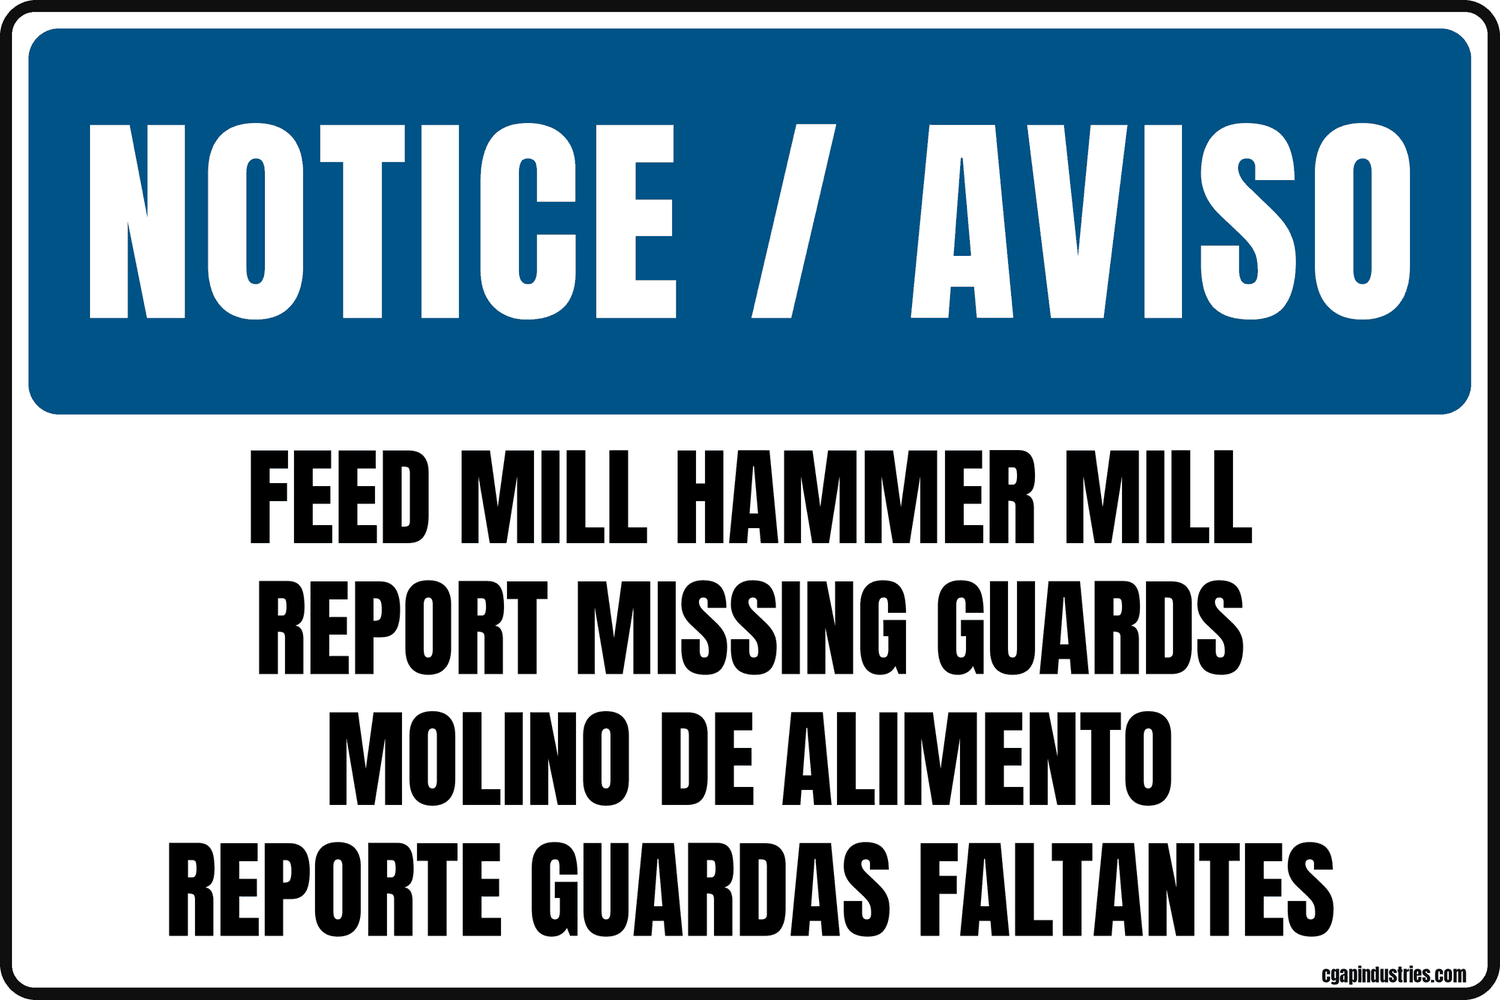 NOTICE / AVISO
FEED MILL HAMMER MILL
REPORT MISSING GUARDS
MOLINO DE ALIMENTO
REPORTE GUARDAS FALTANTES
cgapindustries.com